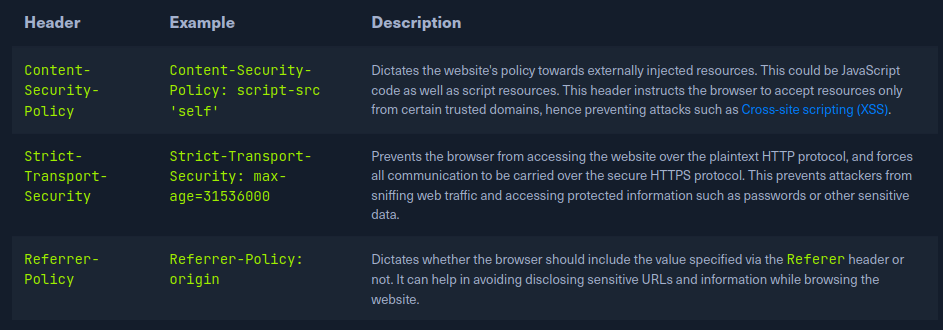 Header Example Description
Content-Security-Policy Content-Security-Policy: script-src 'self' Dictates the website's policy towards externally injected resources. This could be JavaScript
code as well as script resources. This header instructs the browser to accept resources only
from certain trusted domains, hence preventing attacks such as Cross-site scripting (XSS).
Strict-Transport-Security Strict-Transport-Security: max-age=31536000 Prevents the browser from accessing the website over the plaintext HTTP protocol, and forces
all communication to be carried over the secure HTTPS protocol. This prevents attackers from
sniffing web traffic and accessing protected information such as passwords or other sensitive
data.
Referrer-Policy Referrer-Policy: origin Dictates whether the browser should include the value specified via the Referer header or
not. It can help in avoiding disclosing sensitive URLs and information while browsing the
website.